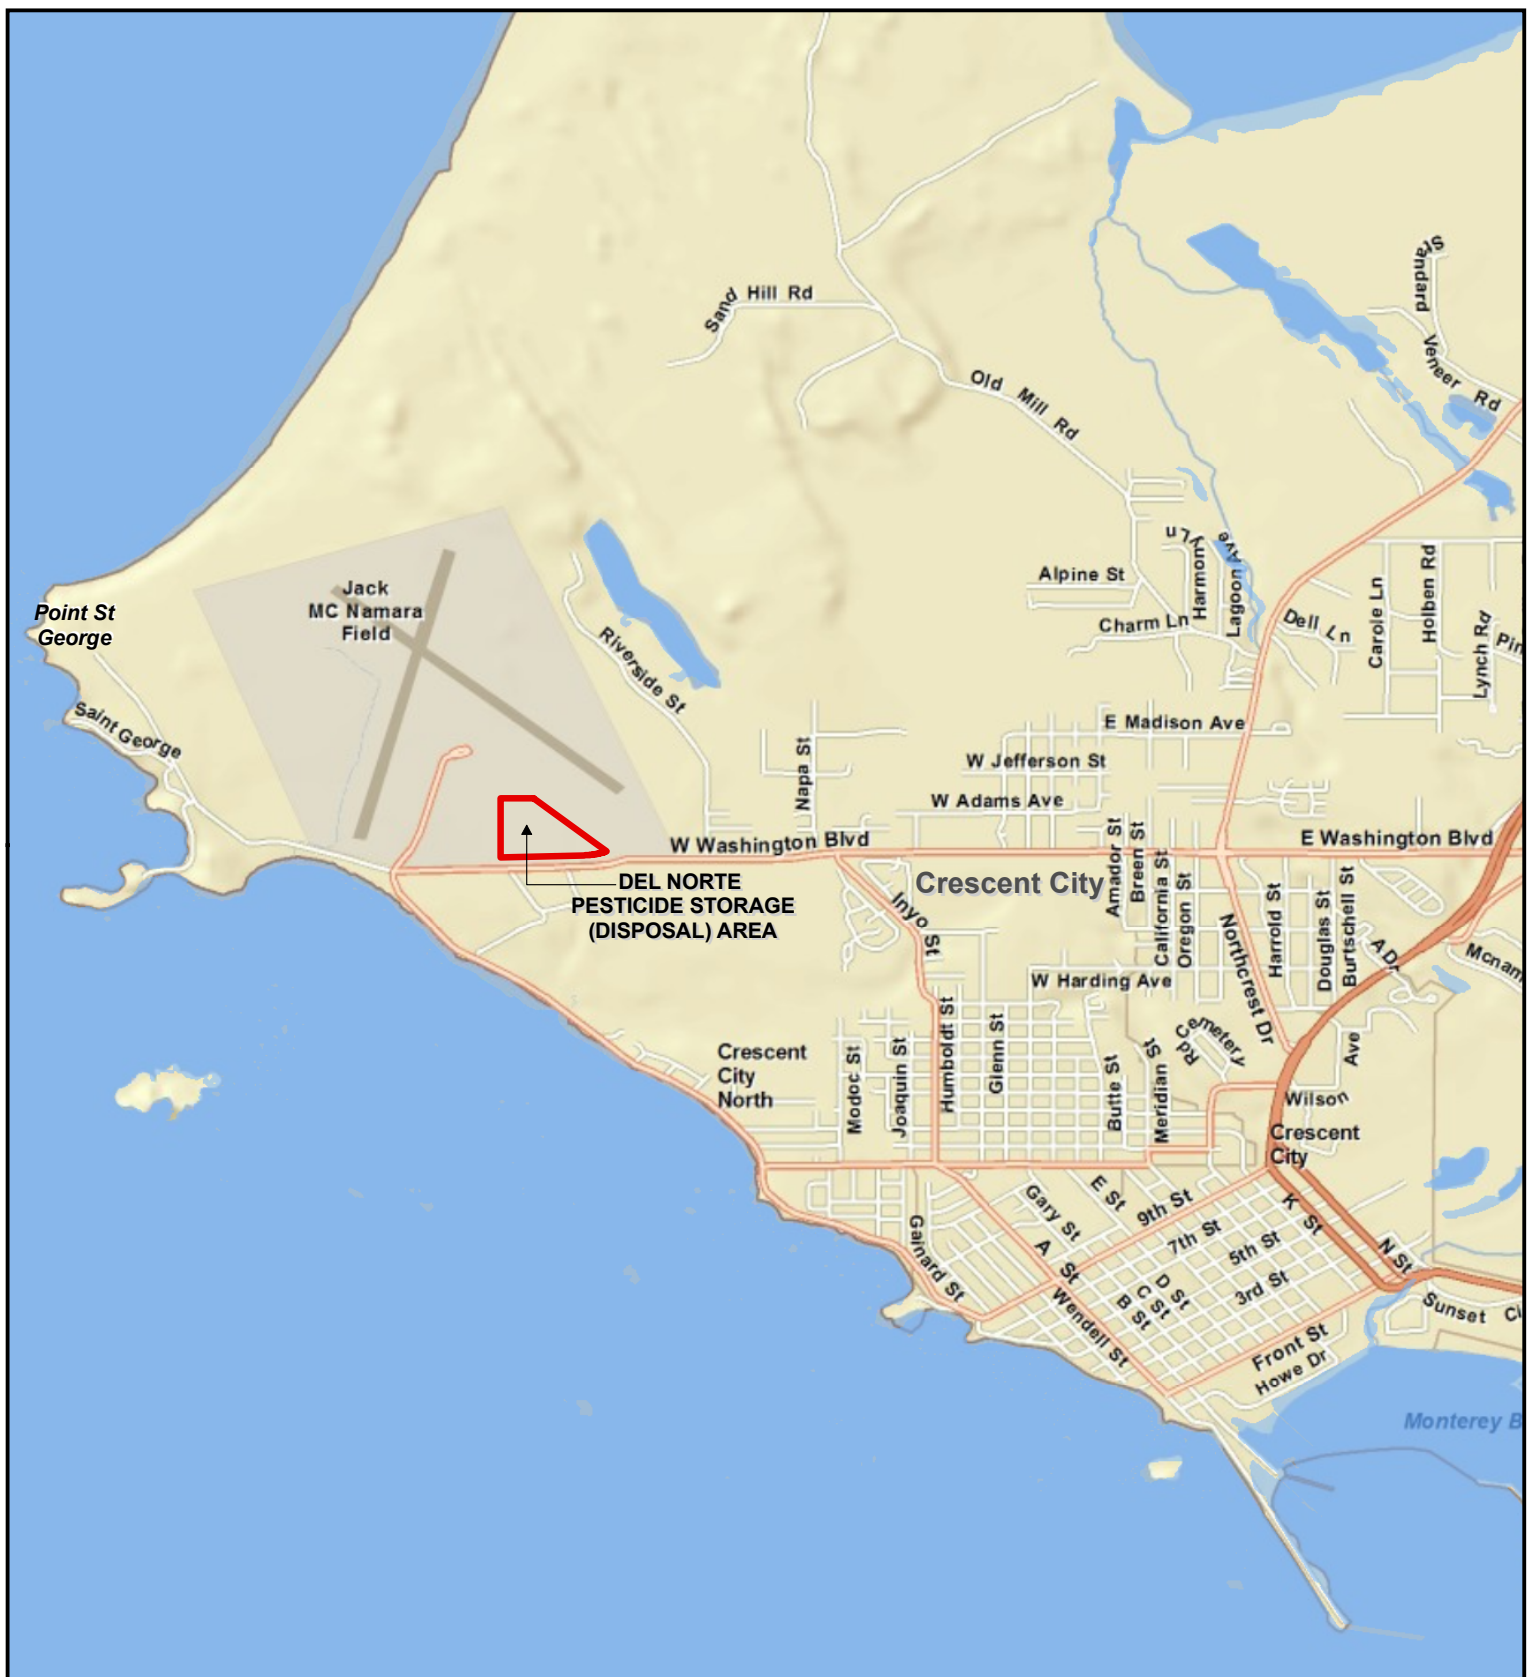 Standard
Veneer Rd
Sand Hill Rd
Old Mill Rd
Harmony Ln
Lagoon Ave
Alpine St
Charm Ln
Dell Ln
Carole Ln
Holben Rd
Lynch Rd
Pin
Jack
MC Namara
Field
Point St
George
Riverside St
Saint George
E Madison Ave
W Jefferson St
Napa St
W Adams Ave
W Washington Blvd
E Washington Blvd
Amador St
Breen St
California St
Oregon St
Crescent City
DEL NORTE
PESTICIDE STORAGE
(DISPOSAL) AREA
Inyo St
Northcrest Dr
Harrold St
Douglas St
Burtschell St
A Dr
Mcnam
W Harding Ave
Humboldt St
Glenn St
Cemetery
Rd
Ave
Crescent
City
North
Modoc St
Joaquin St
Butte St
Meridian St
Wilson
Crescent
City
E St
Gary St
9th St
K St
7th St
5th St
N St
Gainard St
A St
D St
C St
B St
3rd St
Wendell St
Sunset Ci
Front St
Howe Dr
Monterey B